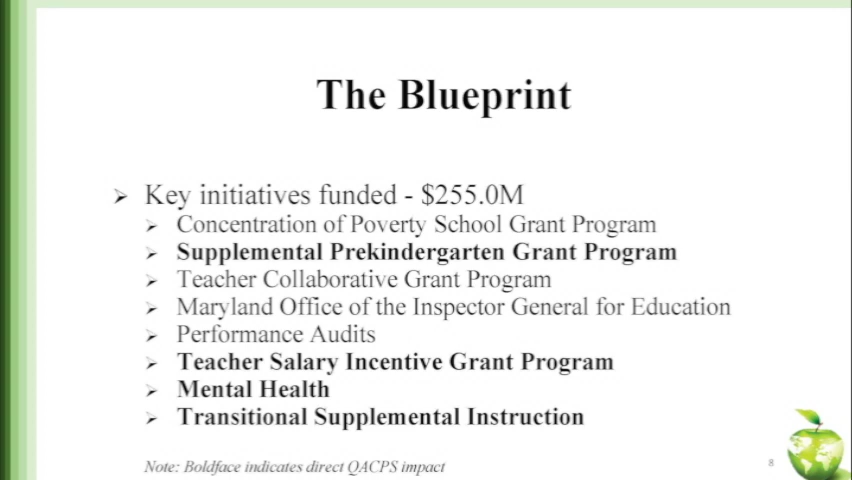 The Blueprint
Key initiatives funded - $255.0M
Concentration of Poverty School Grant Program
Supplemental Prekindergarten Grant Program
Teacher Collaborative Grant Program
Maryland Office of the Inspector General for Education
Performance Audits
Teacher Salary Incentive Grant Program
Mental Health
Transitional Supplemental Instruction
Note: Boldface indicates direct QACPS impact
8